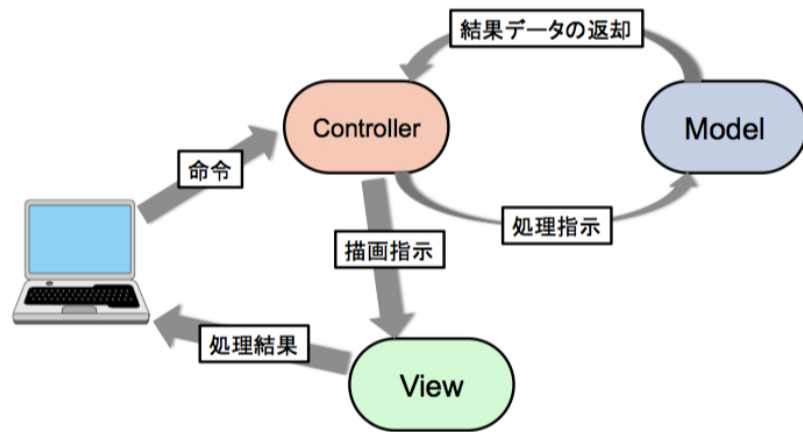 結果データの返却
Controller
Model
命令
処理指示
描画指示
処理結果
View